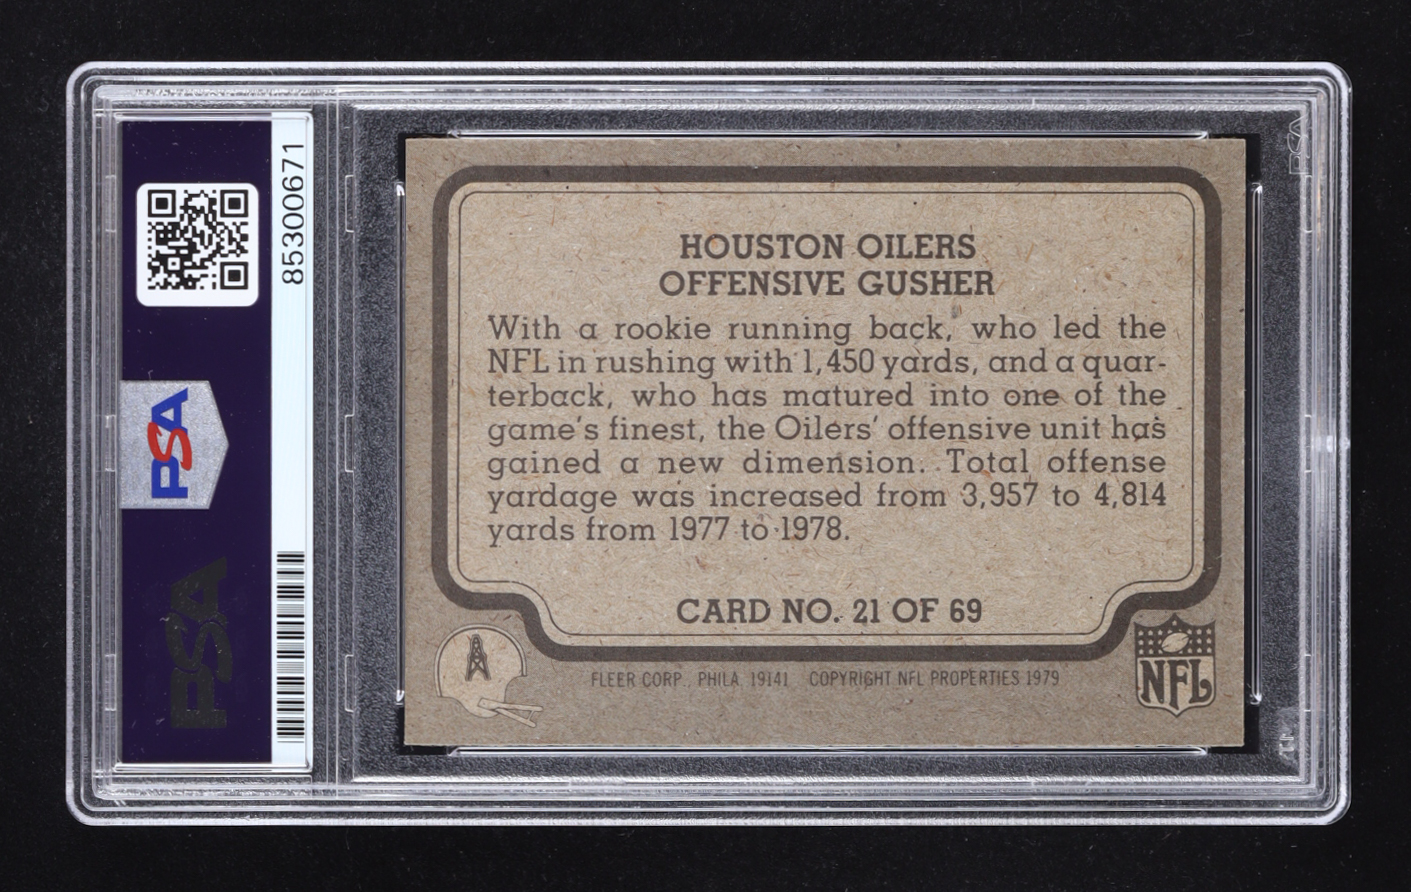 HOUSTON OILERS
OFFENSIVE GUSHER
With a rookie running back, who led the
NFL in rushing with 1,450 yards, and a quar-
terback, who has matured into one of the
game's finest, the Oilers' offensive unit has
gained a new dimension. Total offense
yardage was increased from 3,957 to 4,814
yards from 1977 to 1978.
CARD NO. 21 OF 69
FLEER CORP., PHILA. 19141 COPYRIGHT NFL PROPERTIES 1979
NFL
85300671
PSA
PSA
PSA